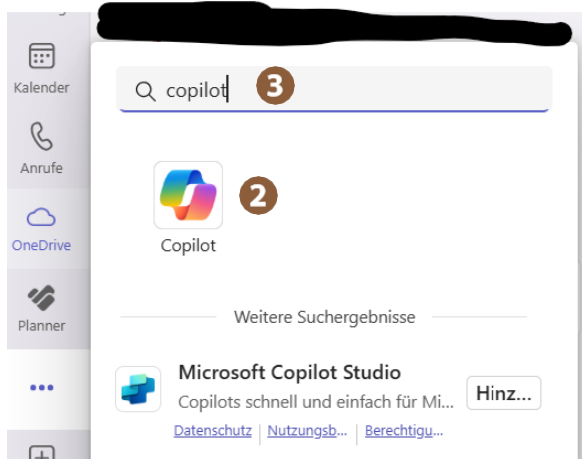 Kalender
Anrufe
OneDrive
Planner
copilot
3
2
Copilot
Weitere Suchergebnisse
Microsoft Copilot Studio
Copilots schnell und einfach für Mi...
Hinz...
Datenschutz | Nutzungsb... | Berechtigu...